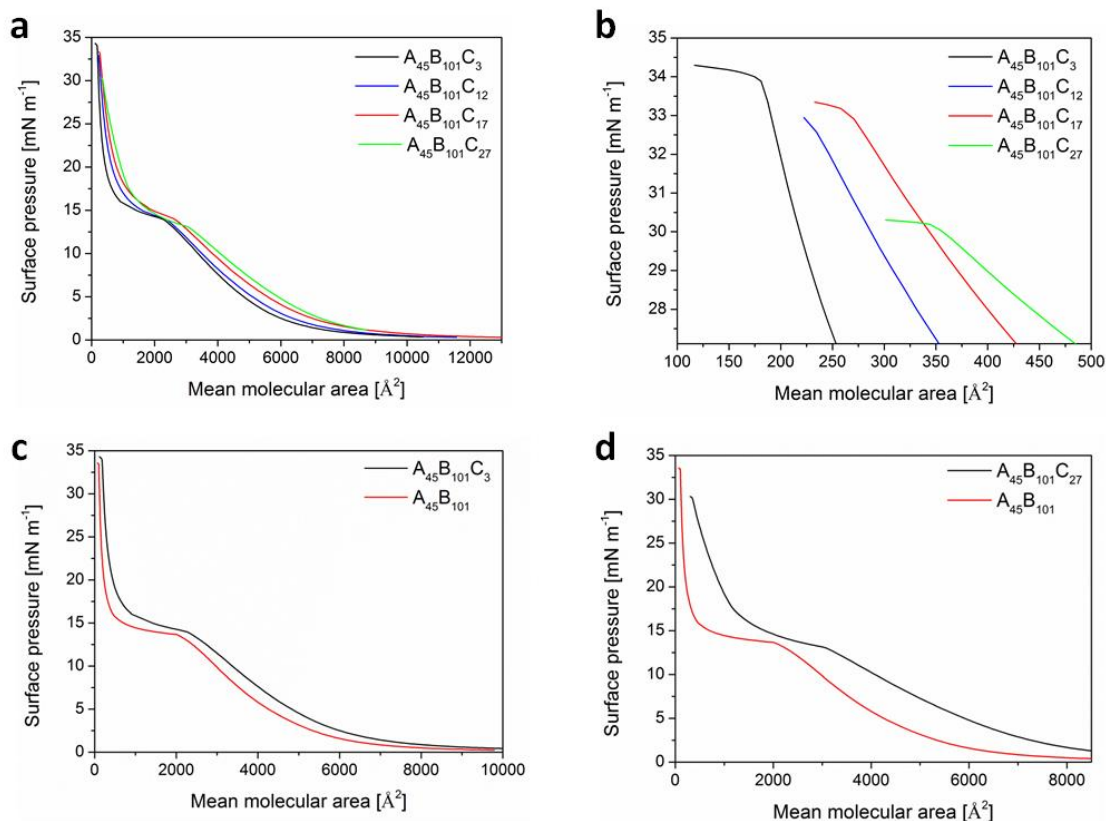 a
Surface pressure [mN m⁻¹]
35
30
25
20
15
10
5
0
0 2000 4000 6000 8000 10000 12000
Mean molecular area [Å²]
A₄₅B₁₀₁C₃
A₄₅B₁₀₁C₁₂
A₄₅B₁₀₁C₁₇
A₄₅B₁₀₁C₂₇
b
Surface pressure [mN m⁻¹]
35
34
33
32
31
30
29
28
100 150 200 250 300 350 400 450 500
Mean molecular area [Å²]
A₄₅B₁₀₁C₃
A₄₅B₁₀₁C₁₂
A₄₅B₁₀₁C₁₇
A₄₅B₁₀₁C₂₇
c
Surface pressure [mN m⁻¹]
35
30
25
20
15
10
5
0
0 2000 4000 6000 8000 10000
Mean molecular area [Å²]
A₄₅B₁₀₁C₃
A₄₅B₁₀₁
d
Surface pressure [mN m⁻¹]
35
30
25
20
15
10
5
0
0 2000 4000 6000 8000
Mean molecular area [Å²]
A₄₅B₁₀₁C₂₇
A₄₅B₁₀₁